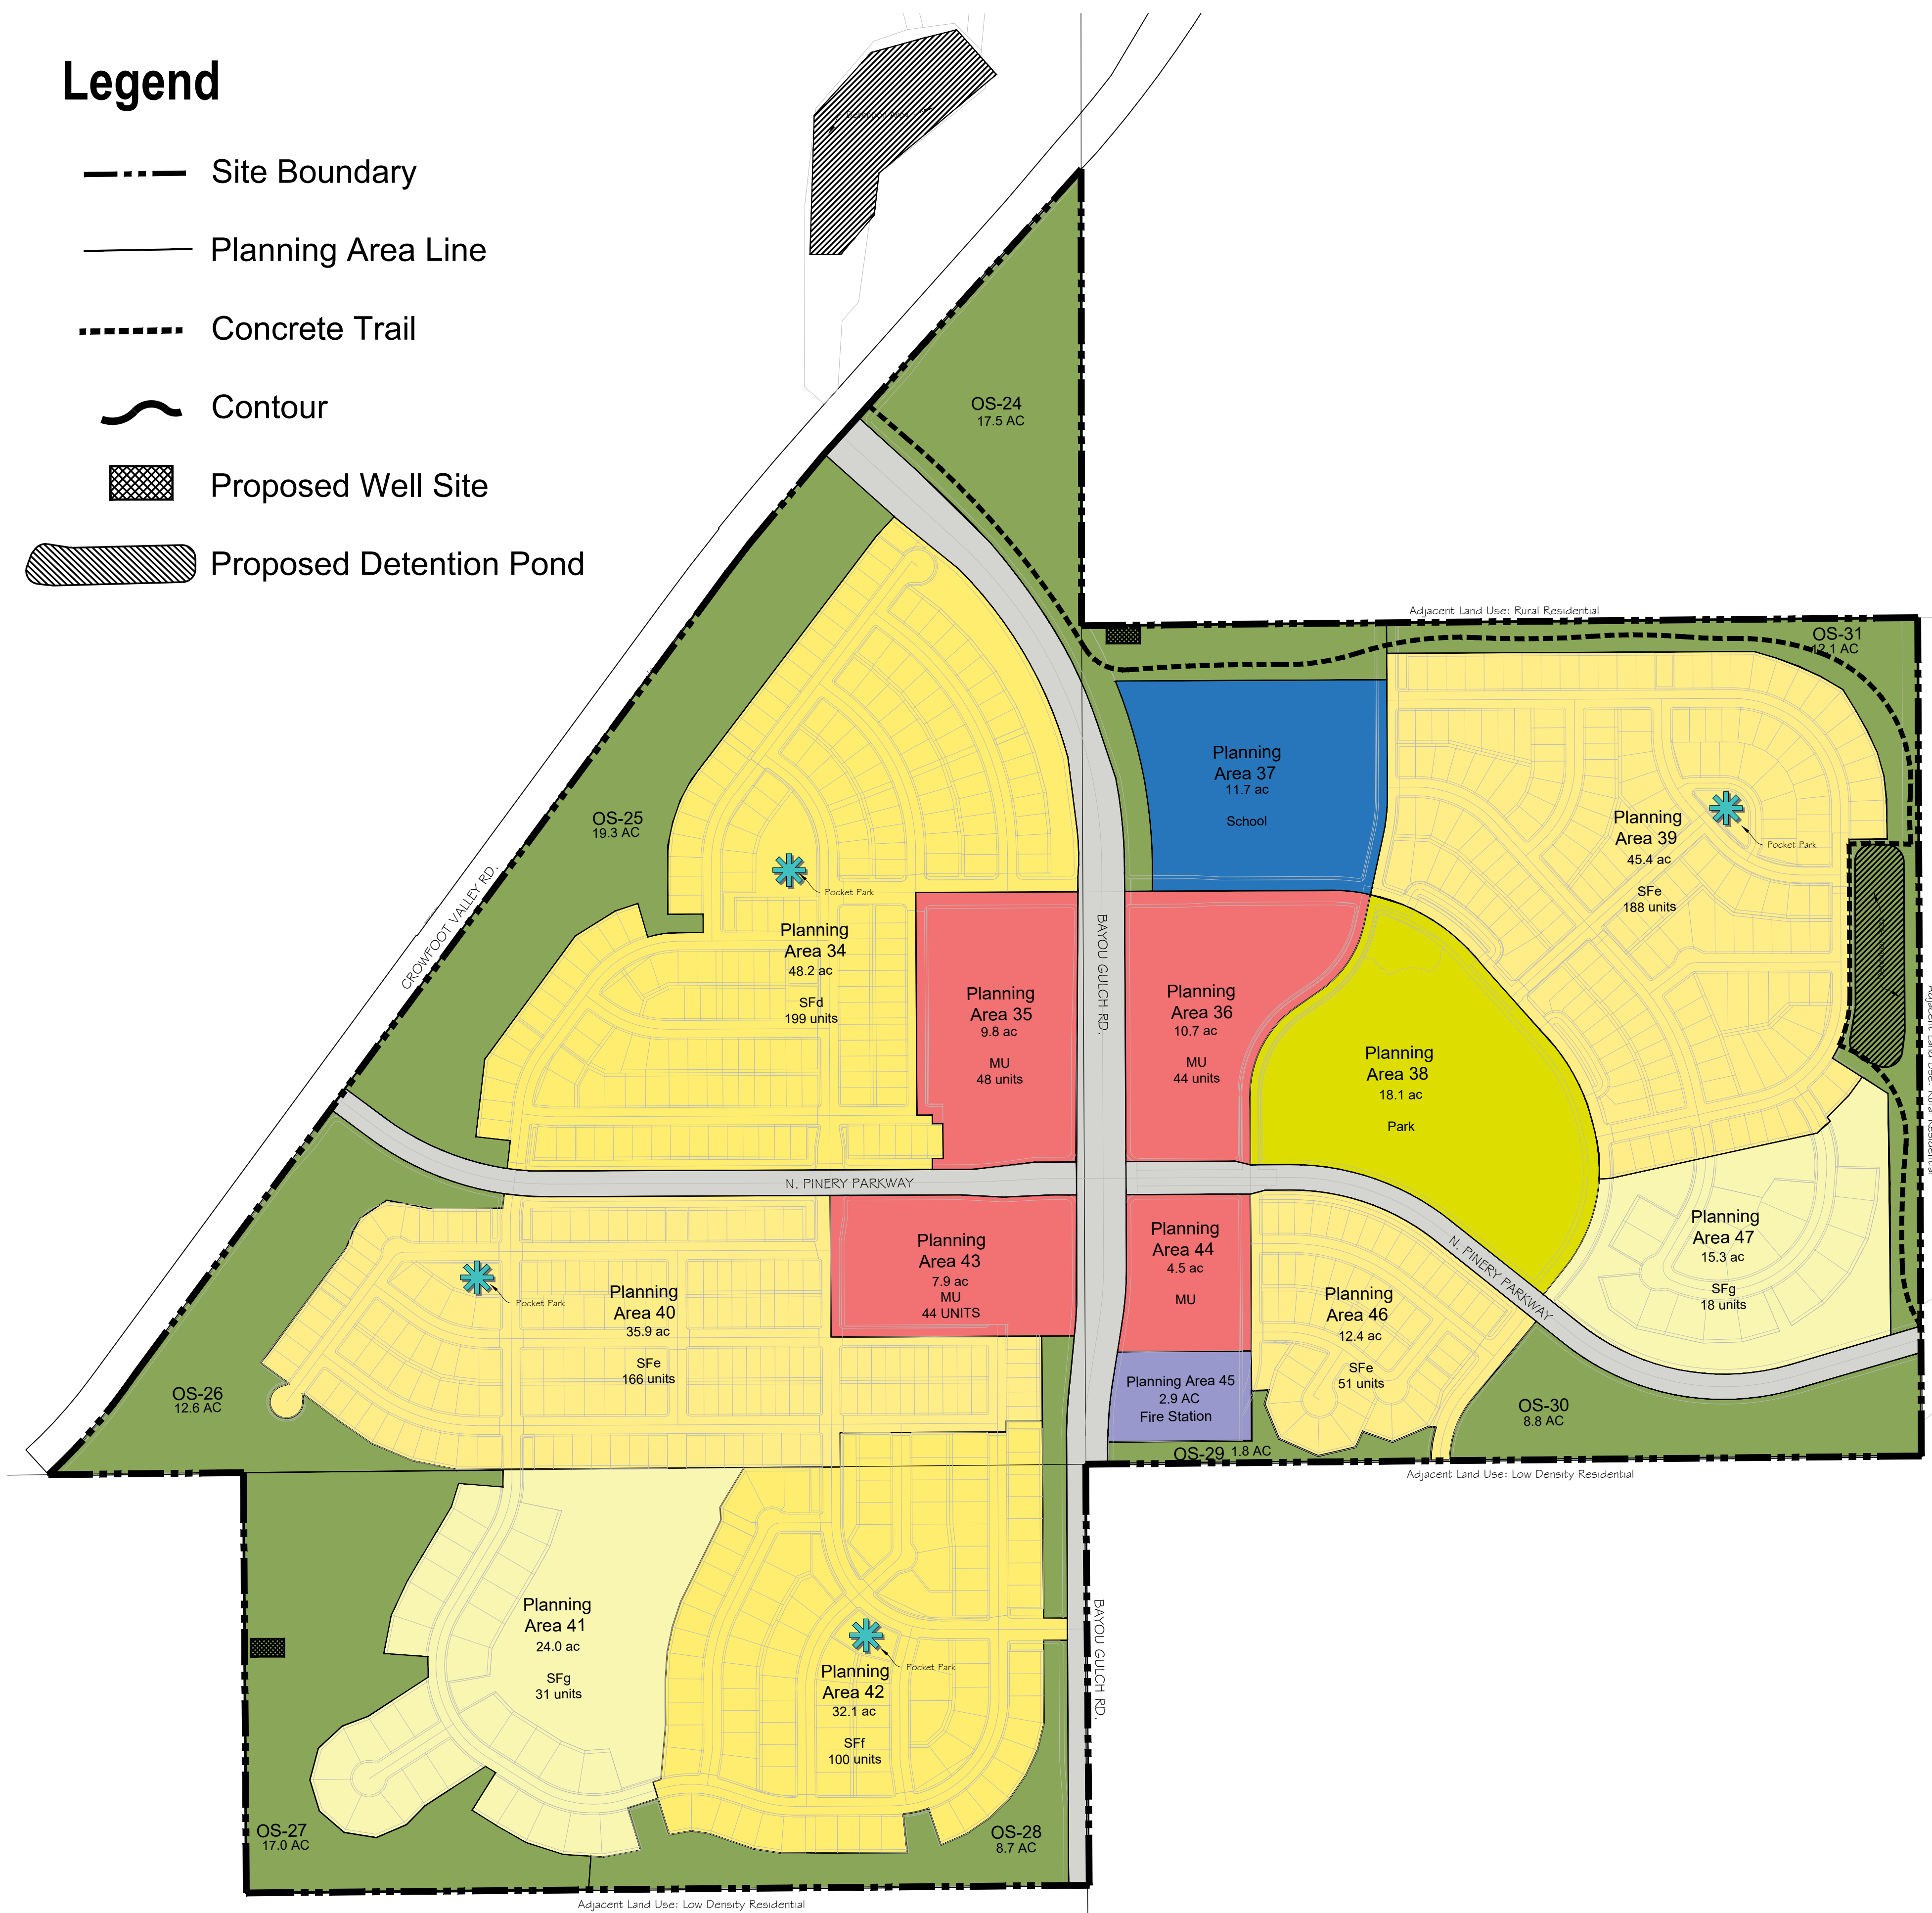 Legend
Site Boundary
Planning Area Line
Concrete Trail
Contour
Proposed Well Site
Proposed Detention Pond
OS-24
17.5 AC
Adjacent Land Use: Rural Residential
OS-31
12.1 AC
Planning
Area 37
11.7 ac
School
OS-25
19.3 AC
Planning
Area 39
45.4 ac
SFe
188 units
Pocket Park
Pocket Park
Planning
Area 34
48.2 ac
SFd
199 units
CROWFOOT VALLEY RD.
BAYOU GULCH RD.
Planning
Area 35
9.8 ac
MU
48 units
Planning
Area 36
10.7 ac
MU
44 units
Planning
Area 38
18.1 ac
Park
Adjacent Land Use: Rural Residential
N. PINERY PARKWAY
Planning
Area 47
15.3 ac
SFg
18 units
N. PINERY PARKWAY
Planning
Area 43
7.9 ac
MU
44 UNITS
Planning
Area 44
4.5 ac
MU
Pocket Park
Planning
Area 40
35.9 ac
SFe
166 units
Planning
Area 46
12.4 ac
SFe
51 units
OS-26
12.6 AC
Planning Area 45
2.9 AC
Fire Station
OS-30
8.8 AC
OS-29 1.8 AC
Adjacent Land Use: Low Density Residential
Planning
Area 41
24.0 ac
SFg
31 units
BAYOU GULCH RD.
Pocket Park
Planning
Area 42
32.1 ac
SFf
100 units
OS-27
17.0 AC
OS-28
8.7 AC
Adjacent Land Use: Low Density Residential